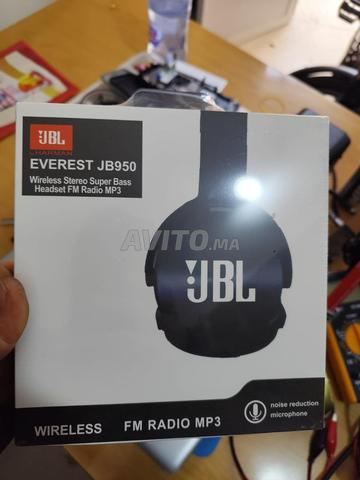 JBL
HARMAN
EVEREST JB950
Wireless Stereo Super Bass
Headset FM Radio MP3
AVITO.MA
JBL
WIRELESS
FM RADIO MP3
noise reduction
microphone